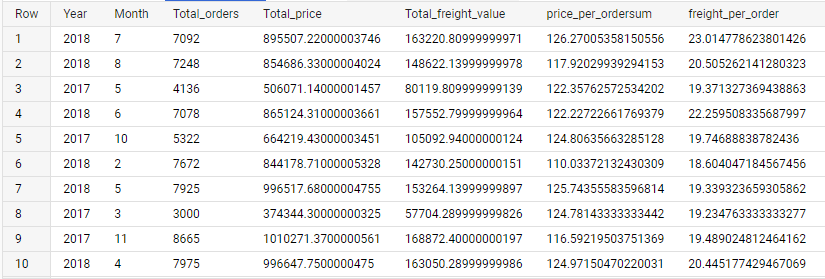 Row Year Month Total_orders Total_price Total_freight_value price_per_ordersum freight_per_order
1 2018 7 7092 895507.22000003746 163220.80999999971 126.27005358150556 23.014778623801426
2 2018 8 7248 854686.33000004024 148622.13999999978 117.92029939294153 20.505262141280323
3 2017 5 4136 506071.14000001457 80119.809999999139 122.35762572534202 19.371327369438863
4 2018 6 7078 865124.31000003661 157552.79999999964 122.22722661769379 22.259508335687997
5 2017 10 5322 664219.43000003451 105092.94000000124 124.80635663285128 19.74688838782436
6 2018 2 7672 844178.71000005328 142730.25000000151 110.03372132430309 18.604047184567456
7 2018 5 7925 996517.68000004755 153264.13999999897 125.74355583596814 19.339323659305862
8 2017 3 3000 374344.30000000325 57704.289999999826 124.78143333333442 19.234763333333277
9 2017 11 8665 1010271.3700000561 168872.40000000197 116.59219503751369 19.489024812464162
10 2018 4 7975 996647.7500000475 163050.28999999986 124.97150470220031 20.445177429467069